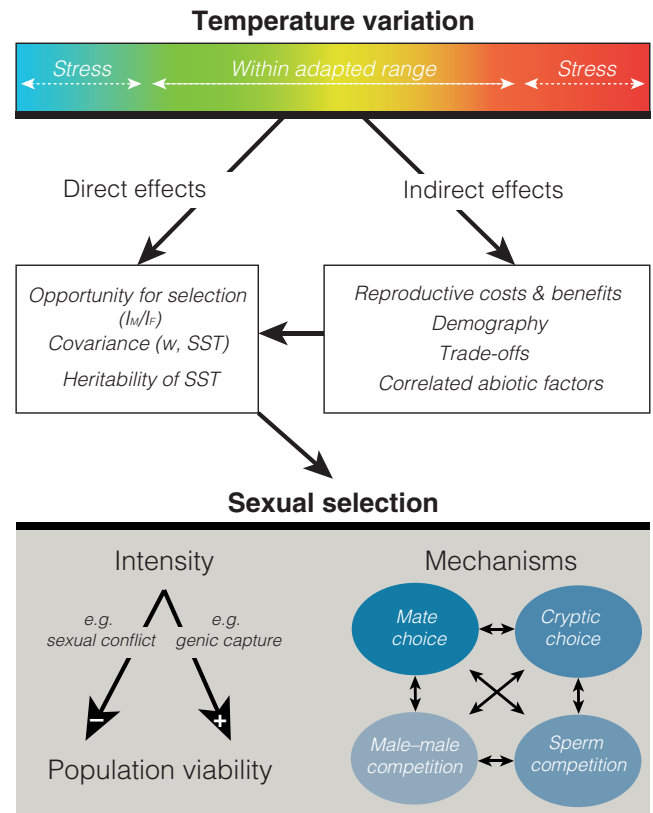 Temperature variation
Stress
Within adapted range
Stress
Direct effects
Indirect effects
Opportunity for selection
(IM/IF)
Covariance (w, SST)
Heritability of SST
Reproductive costs & benefits
Demography
Trade-offs
Correlated abiotic factors
Sexual selection
Intensity
e.g.
sexual conflict
e.g.
genic capture
–
+
Population viability
Mechanisms
Mate
choice
Cryptic
choice
Male–male
competition
Sperm
competition